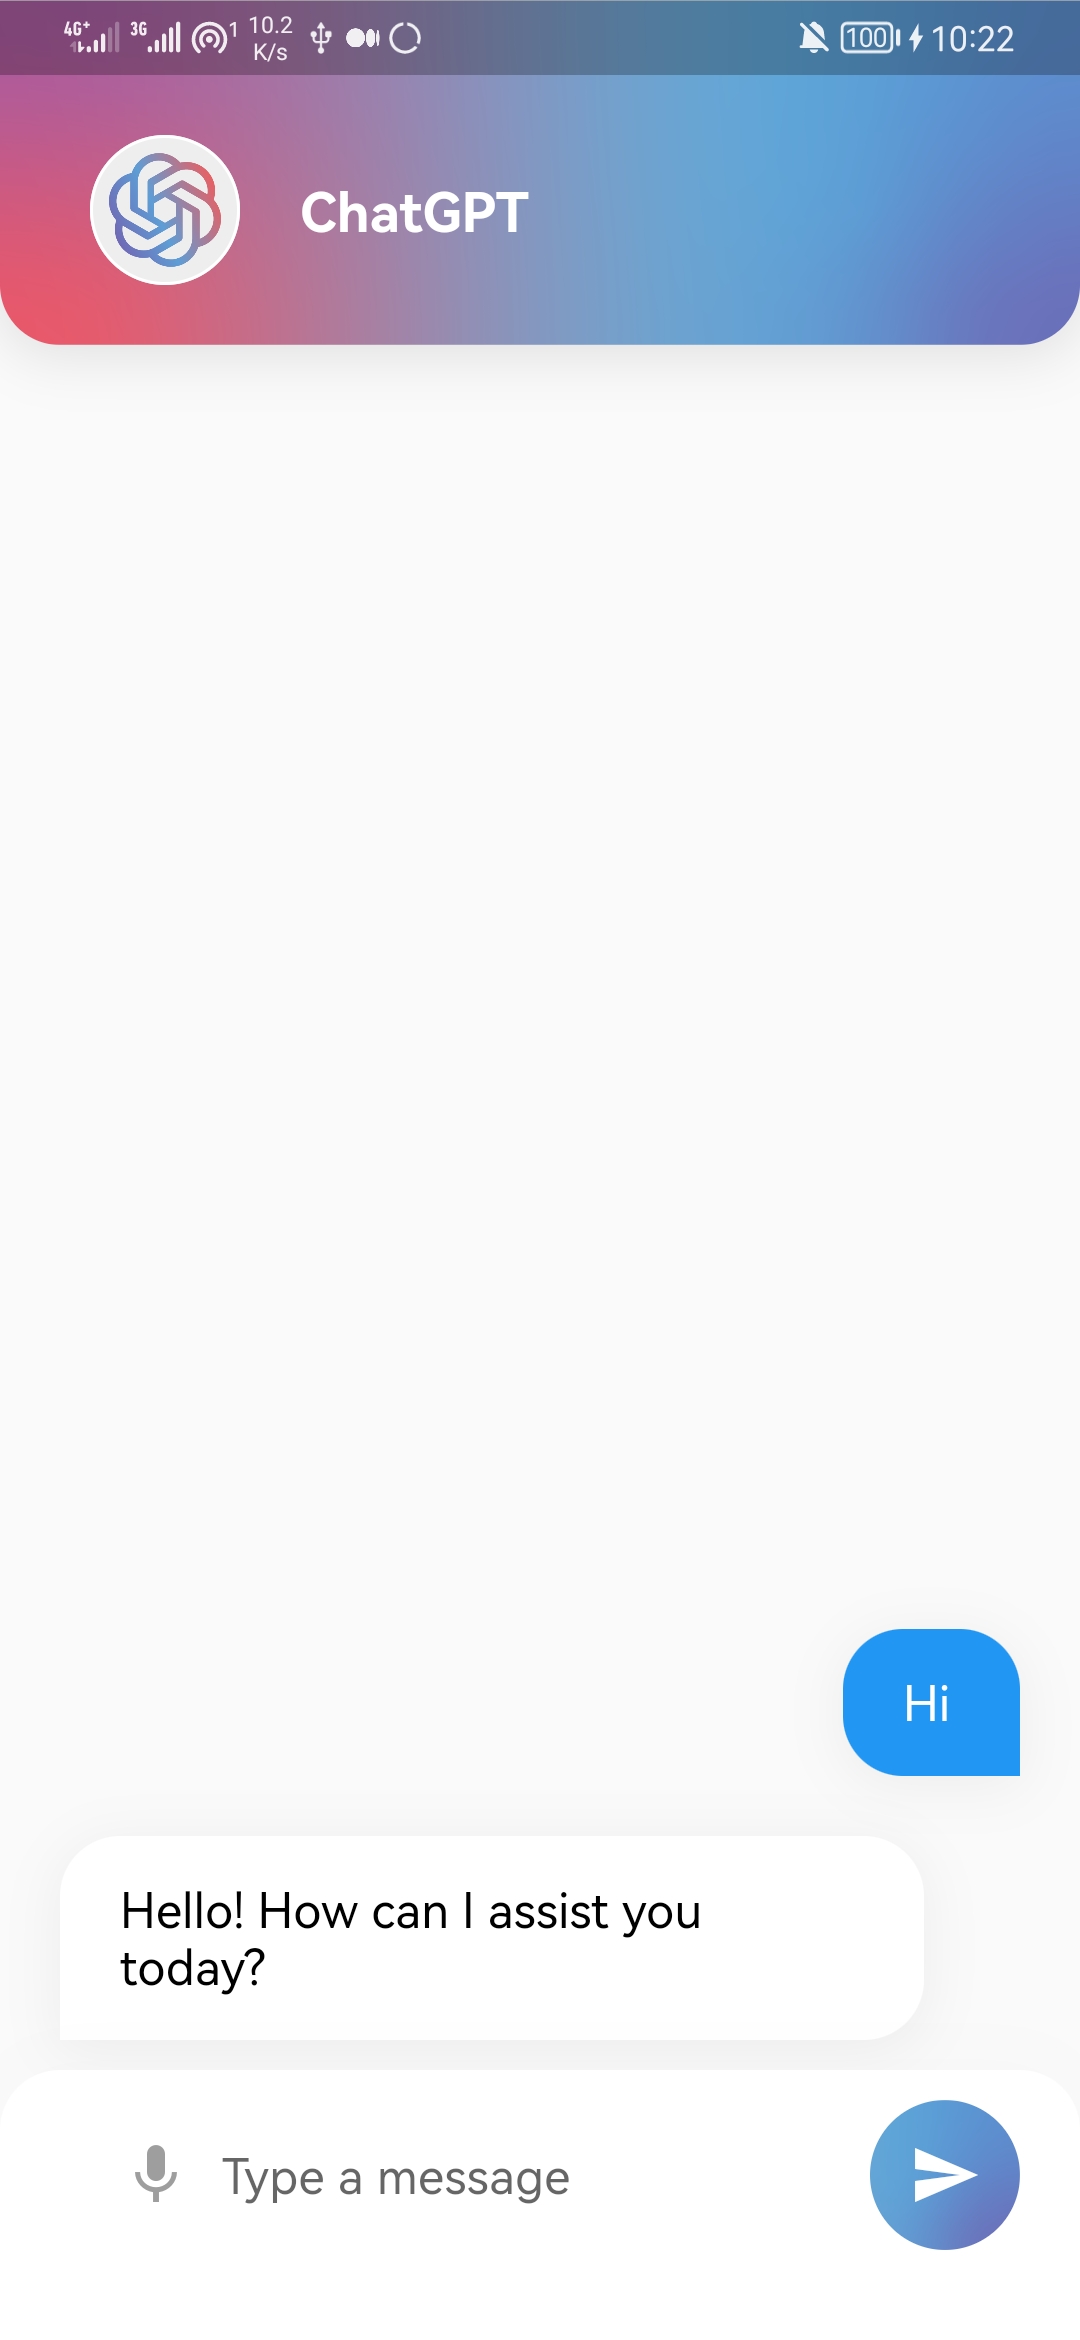 4G+ 3G 1 10.2 K/s 100 10:22
ChatGPT
Hi
Hello! How can I assist you
today?
Type a message